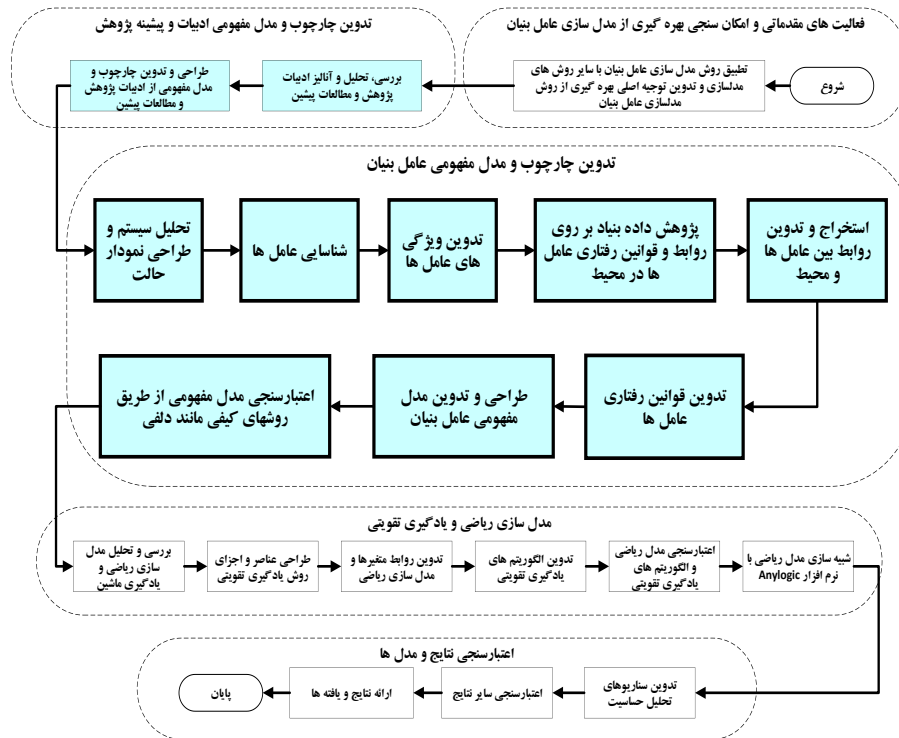 فعالیت های مقدماتی و امکان سنجی بهره گیری از مدل سازی عامل بنیان
شروع
تطبیق روش مدل سازی عامل بنیان با سایر روش های
مدلسازی و تدوین توجیه اصلی بهره گیری از روش
مدلسازی عامل بنیان
تدوین چارچوب و مدل مفهومی ادبیات و پیشینه پژوهش
بررسی، تحلیل و آنالیز ادبیات
پژوهش و مطالعات پیشین
طراحی و تدوین چارچوب و
مدل مفهومی از ادبیات پژوهش
و مطالعات پیشین
تدوین چارچوب و مدل مفهومی عامل بنیان
تحلیل سیستم و
طراحی نمودار
حالت
شناسایی عامل ها
تدوین ویژگی
های عامل ها
پژوهش داده بنیاد بر روی
روابط و قوانین رفتاری عامل
ها در محیط
استخراج و تدوین
روابط بین عامل ها
و محیط
تدوین قوانین رفتاری
عامل ها
طراحی و تدوین مدل
مفهومی عامل بنیان
اعتبارسنجی مدل مفهومی از طریق
روشهای کیفی مانند دلفی
مدل سازی ریاضی و یادگیری تقویتی
بررسی و تحلیل مدل
سازی ریاضی و
یادگیری ماشین
طراحی عناصر و اجزای
روش یادگیری تقویتی
تدوین روابط متغیرها و
مدل سازی ریاضی
تدوین الگوریتم های
یادگیری تقویتی
اعتبارسنجی مدل ریاضی
و الگوریتم های
یادگیری تقویتی
شبیه سازی مدل ریاضی با
نرم افزار Anylogic
اعتبارسنجی نتایج و مدل ها
تدوین سناریوهای
تحلیل حساسیت
اعتبارسنجی سایر نتایج
ارائه نتایج و یافته ها
پایان